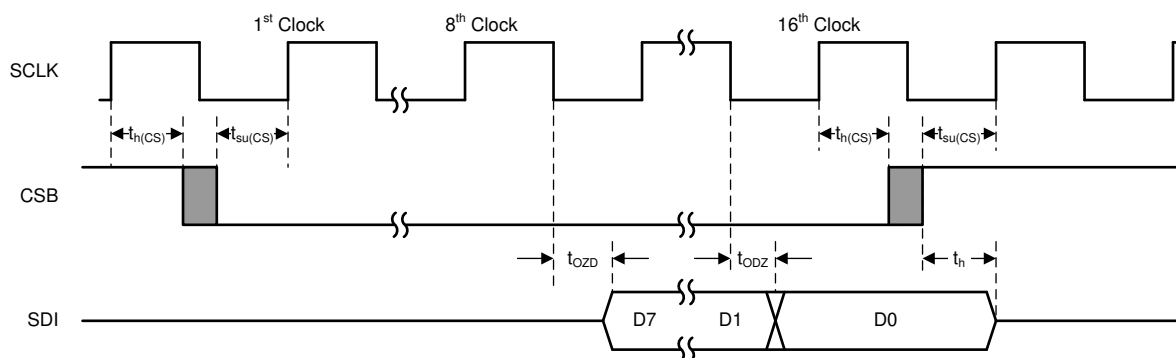 1st Clock 8th Clock 16th Clock
SCLK
th(CS) tsu(CS) th(CS) tsu(CS)
CSB
tOZD tODZ th
SDI D7 D1 D0